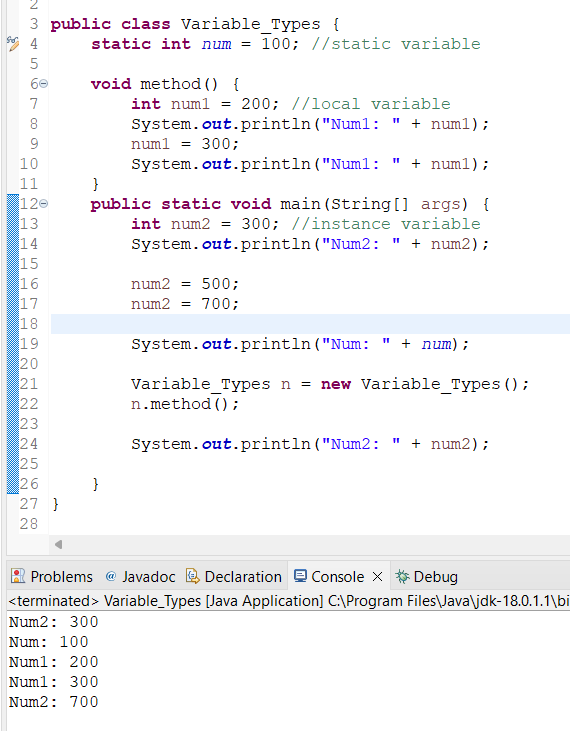 2
3 public class Variable_Types {
4     static int num = 100; //static variable
5
6     void method() {
7         int num1 = 200; //local variable
8         System.out.println("Num1: " + num1);
9         num1 = 300;
10         System.out.println("Num1: " + num1);
11     }
12     public static void main(String[] args) {
13         int num2 = 300; //instance variable
14         System.out.println("Num2: " + num2);
15
16         num2 = 500;
17         num2 = 700;
18
19         System.out.println("Num: " + num);
20
21         Variable_Types n = new Variable_Types();
22         n.method();
23
24         System.out.println("Num2: " + num2);
25
26     }
27 }
28
Problems @ Javadoc Declaration Console Debug
<terminated> Variable_Types [Java Application] C:\Program Files\Java\jdk-18.0.1.1\bi
Num2: 300
Num: 100
Num1: 200
Num1: 300
Num2: 700